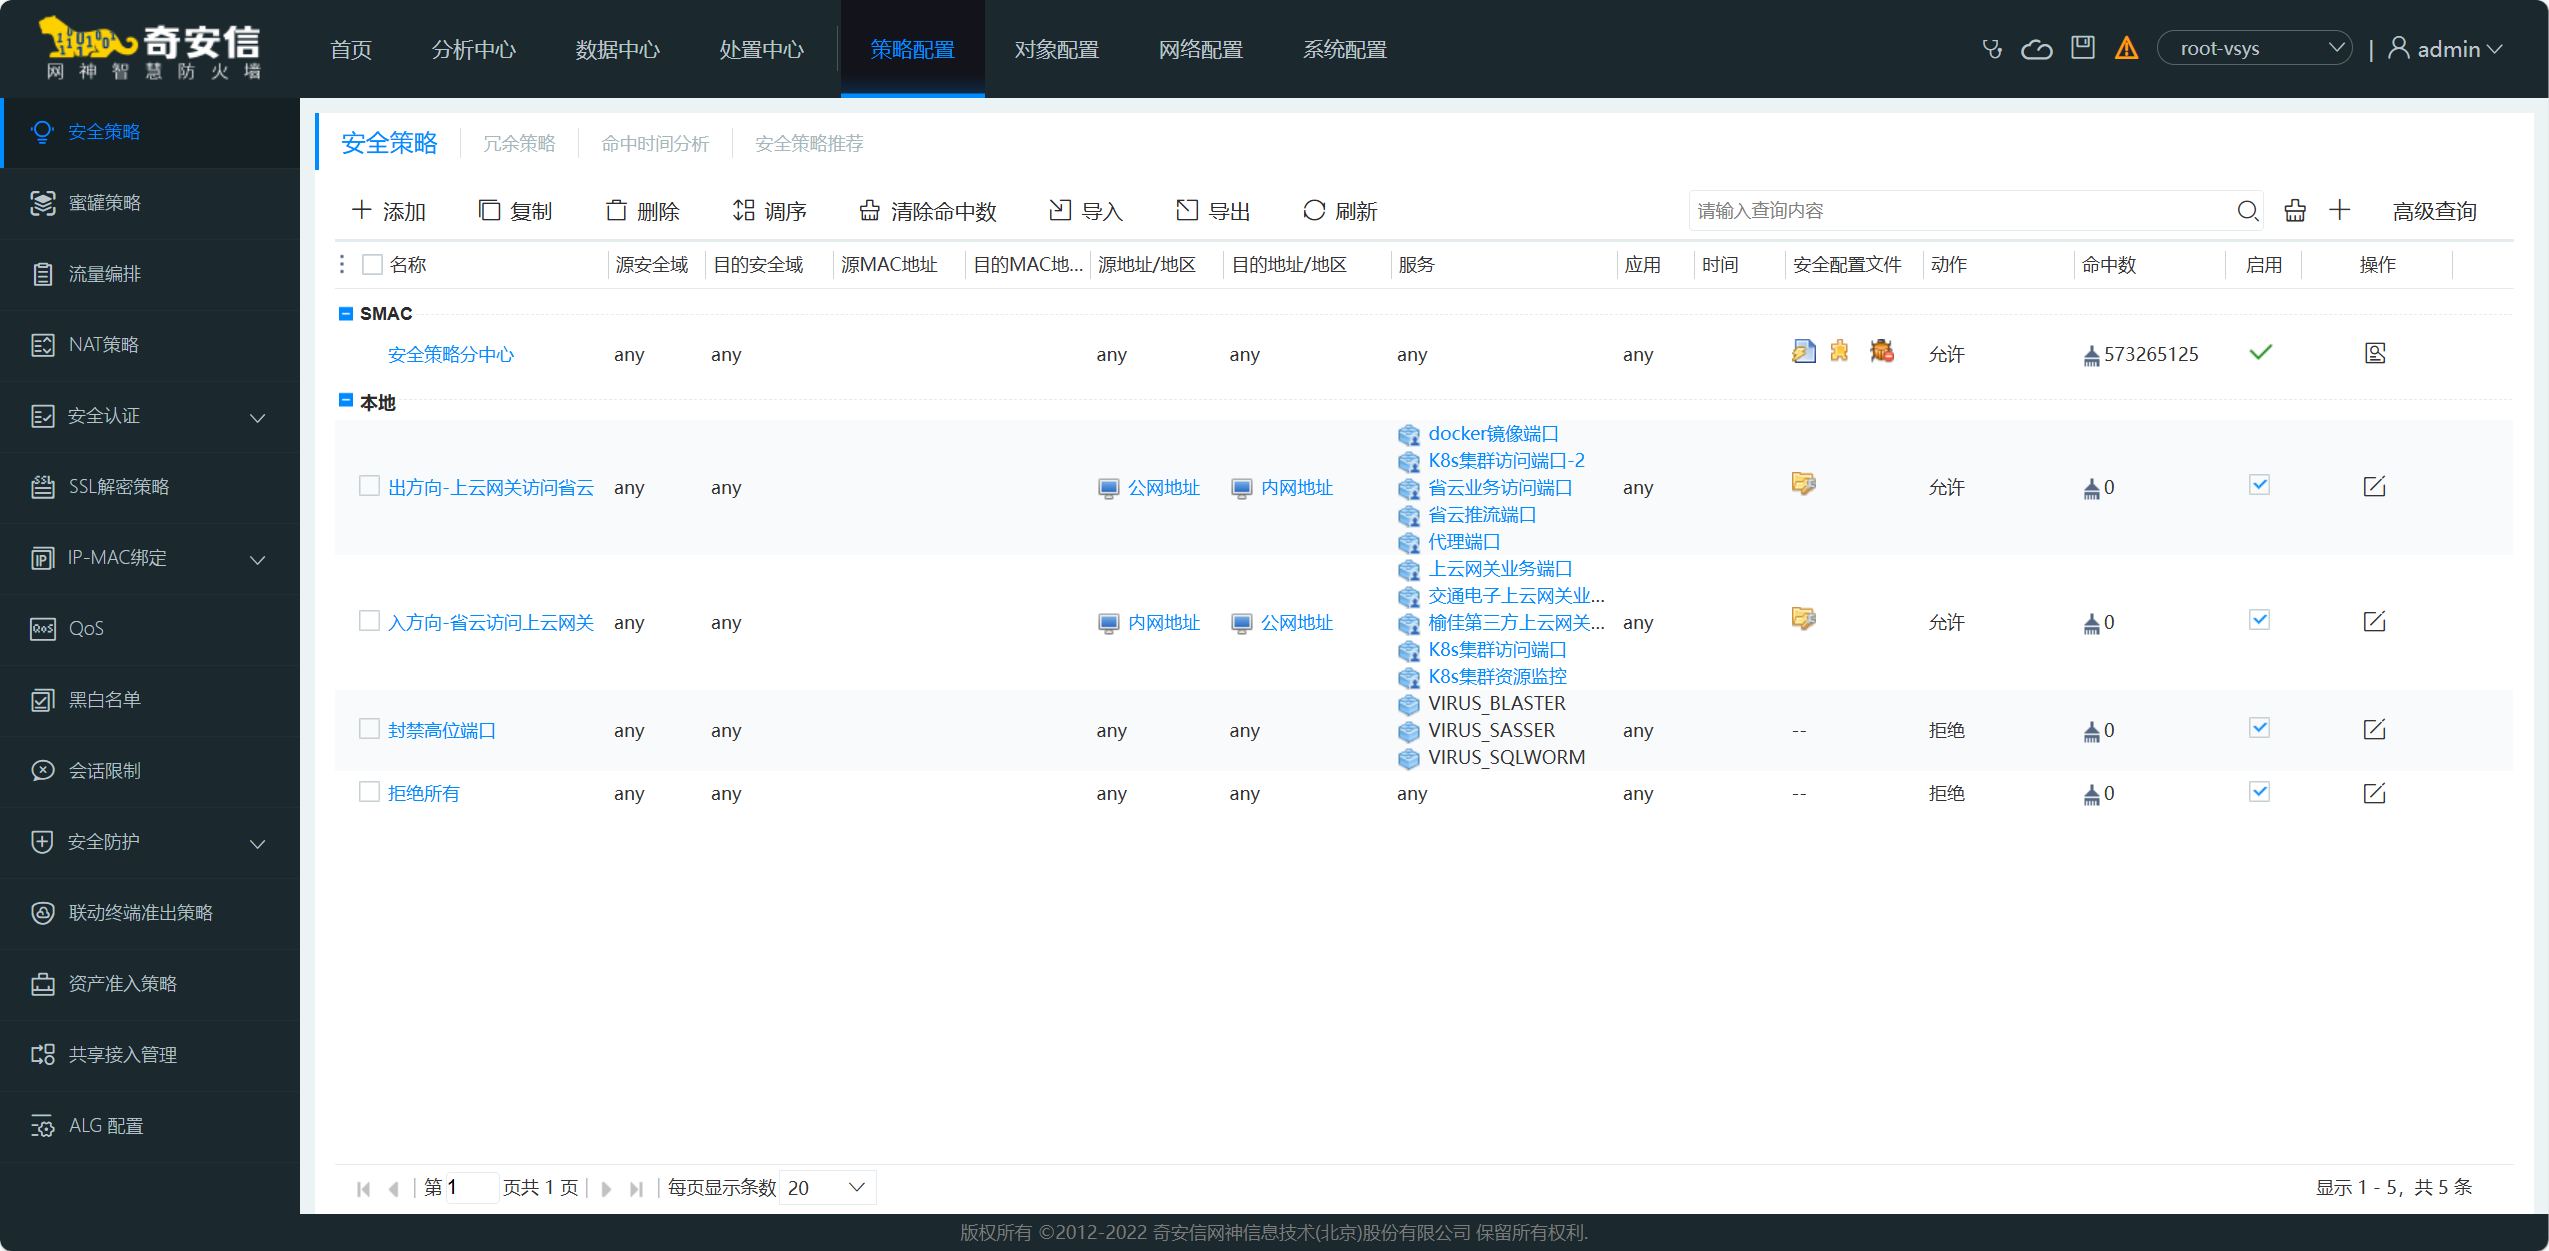 奇安信
网神智慧防火墙
首页 分析中心 数据中心 处置中心 策略配置 对象配置 网络配置 系统配置
root-vsys | admin
安全策略
蜜罐策略
流量编排
NAT策略
安全认证
SSL解密策略
IP-MAC绑定
QoS
黑白名单
会话限制
安全防护
联动终端准出策略
资产准入策略
共享接入管理
ALG 配置
安全策略 冗余策略 命中时间分析 安全策略推荐
添加 复制 删除 调序 清除命中数 导入 导出 刷新 请输入查询内容 高级查询
名称 源安全域 目的安全域 源MAC地址 目的MAC地... 源地址/地区 目的地址/地区 服务 应用 时间 安全配置文件 动作 命中数 启用 操作
SMAC
安全策略分中心 any any any any any any 允许 573265125
本地
出方向-上云网关访问省云 any any 公网地址 内网地址
docker镜像端口
K8s集群访问端口-2
省云业务访问端口
省云推流端口
代理端口
any 允许 0
入方向-省云访问上云网关 any any 内网地址 公网地址
上云网关业务端口
交通电子上云网关业...
榆佳第三方上云网关...
K8s集群访问端口
K8s集群资源监控
any 允许 0
封禁高位端口 any any any any
VIRUS_BLASTER
VIRUS_SASSER
VIRUS_SQLWORM
any -- 拒绝 0
拒绝所有 any any any any any any -- 拒绝 0
第 1 页共 1 页 每页显示条数 20
显示 1 - 5，共 5 条
版权所有 ©2012-2022 奇安信网神信息技术(北京)股份有限公司 保留所有权利.